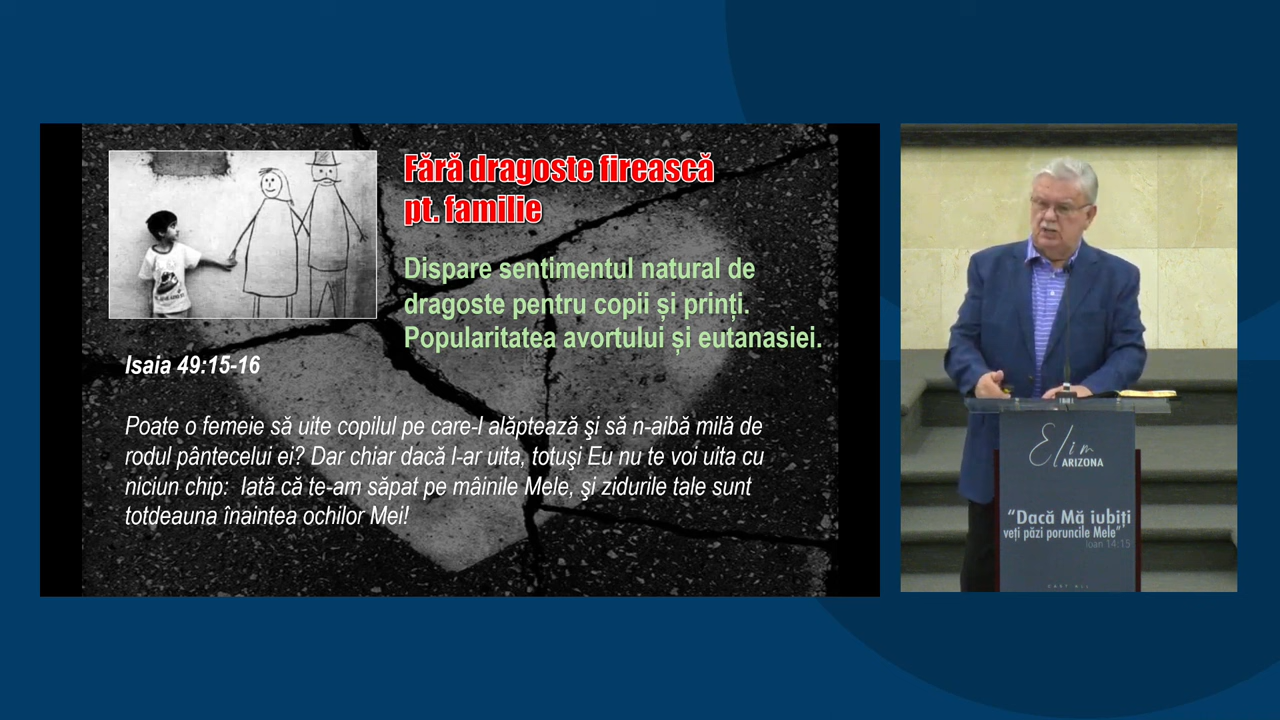 Fără dragoste firească
pt. familie
Dispare sentimentul natural de
dragoste pentru copii și prinți.
Popularitatea avortului și eutanasiei.
Isaia 49:15-16
Poate o femeie să uite copilul pe care-l alăptează şi să n-aibă milă de
rodul pântecelui ei? Dar chiar dacă l-ar uita, totuşi Eu nu te voi uita cu
niciun chip:  Iată că te-am săpat pe mâinile Mele, şi zidurile tale sunt
totdeauna înaintea ochilor Mei!
Elim
ARIZONA
“Dacă Mă iubiți
veți păzi poruncile Mele”
Ioan 14:15